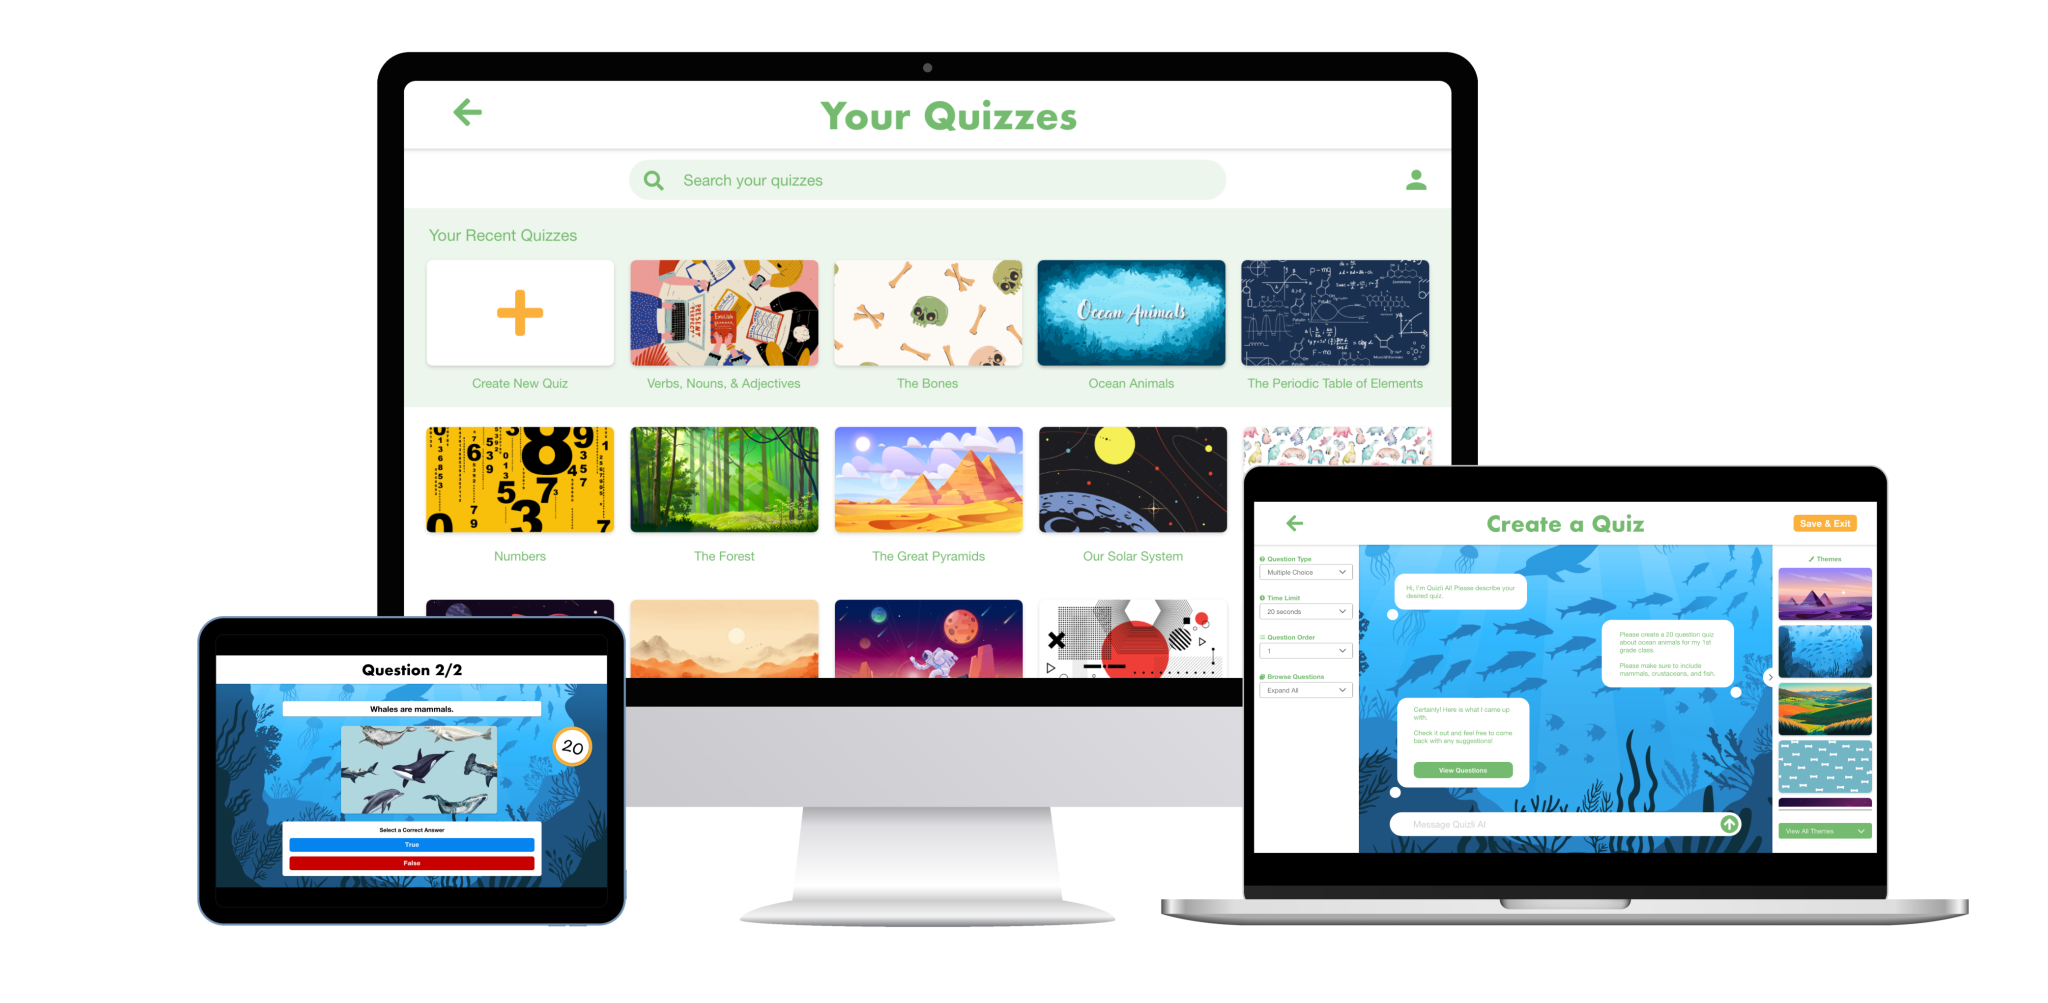 Your Quizzes
Search your quizzes
Your Recent Quizzes
Create New Quiz
PRESENT
PERFECT
English
Verbs, Nouns, & Adjectives
The Bones
Ocean Animals
Ocean Animals
The Periodic Table of Elements
Numbers
The Forest
The Great Pyramids
Our Solar System
Question 2/2
Whales are mammals.
20
Select a Correct Answer
True
False
Create a Quiz
Save & Exit
Question Type
Multiple Choice
Time Limit
20 seconds
Question Order
1
Browse Questions
Expand All
Hi, I'm Quizli AI! Please describe your
desired quiz.
Please create a 20 question quiz
about ocean animals for my 1st
grade class.
Please make sure to include
mammals, crustaceans, and fish.
Certainly! Here is what I came up
with.
Check it out and feel free to come
back with any suggestions!
View Questions
Message Quizli AI
Themes
View All Themes